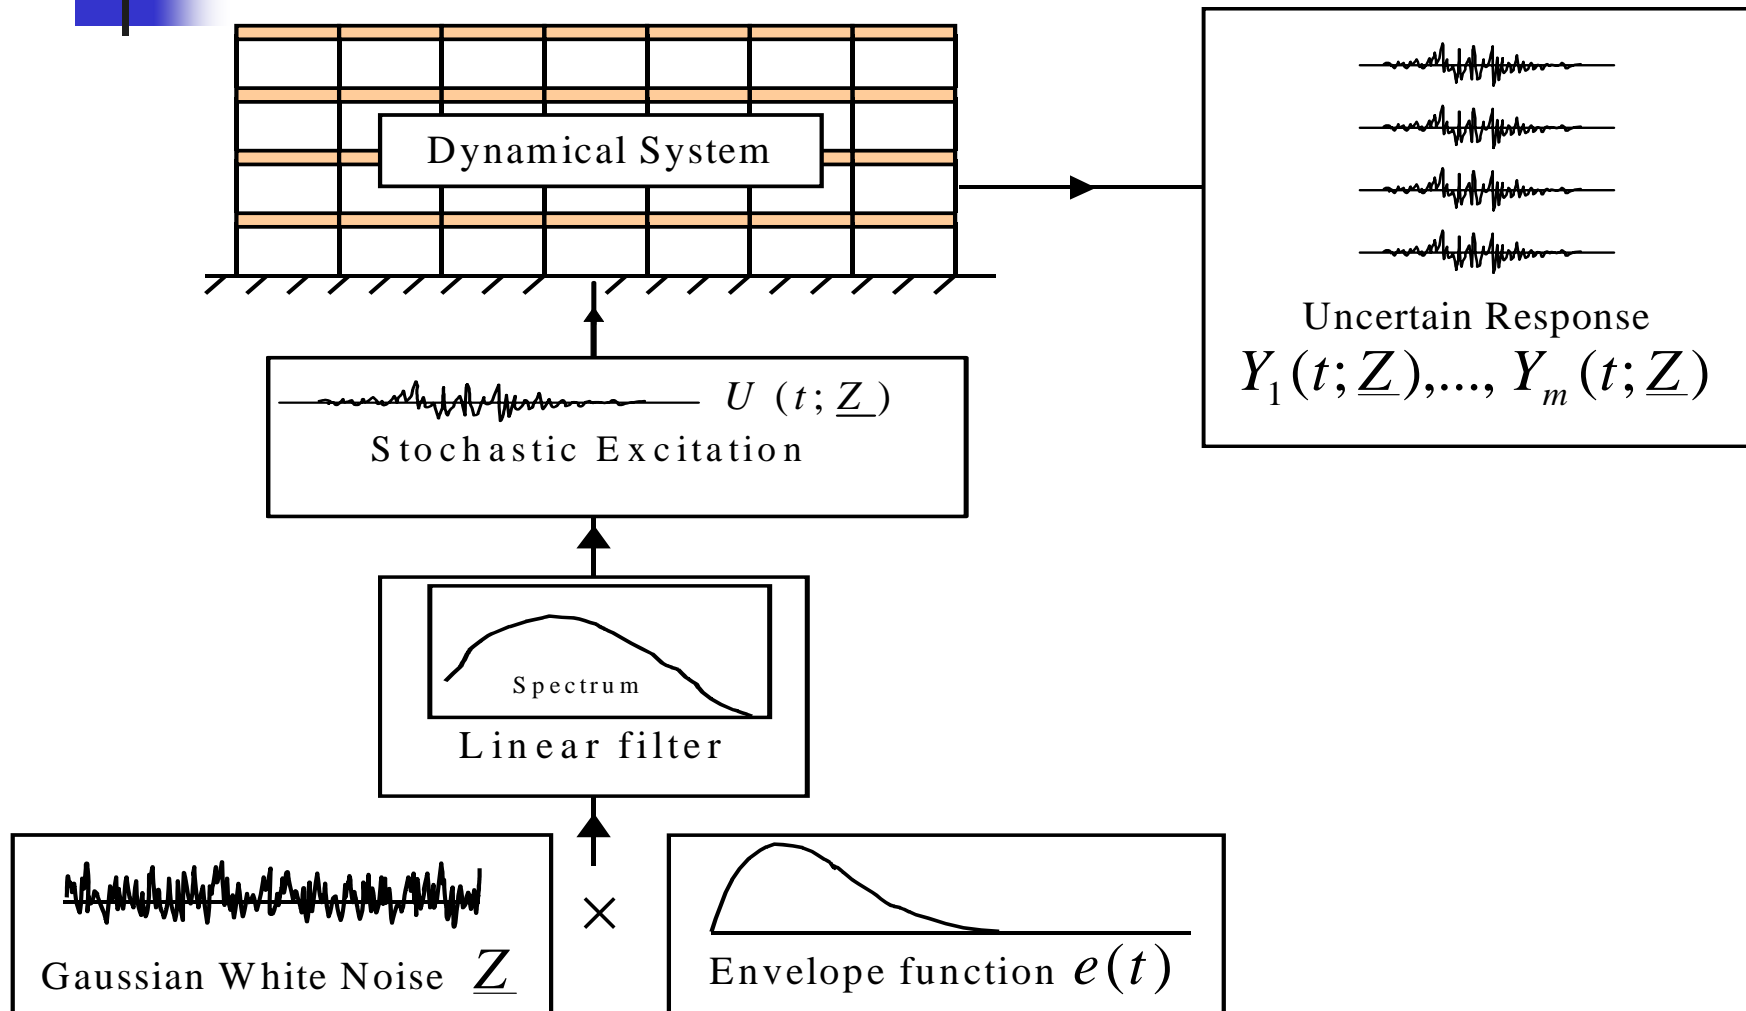 Dynamical System
Uncertain Response
Y₁(t; Z),..., Yₘ(t; Z)
U (t; Z)
Stochastic Excitation
Spectrum
Linear filter
×
Gaussian White Noise Z
Envelope function e(t)